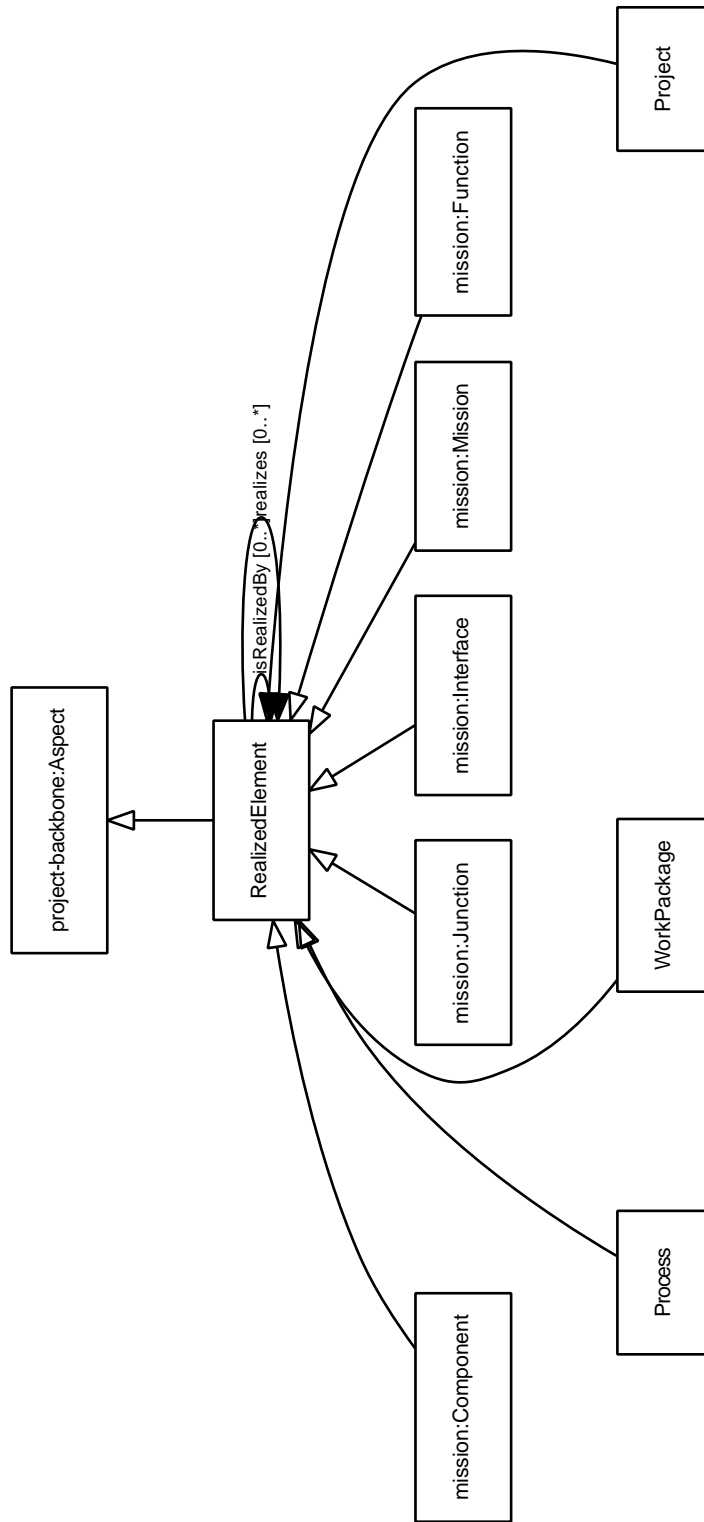 project-backbone:Aspect
RealizedElement
isRealizedBy [0..*]
realizes [0..*]
mission:Component
mission:Junction
mission:Interface
mission:Mission
mission:Function
Process
WorkPackage
Project